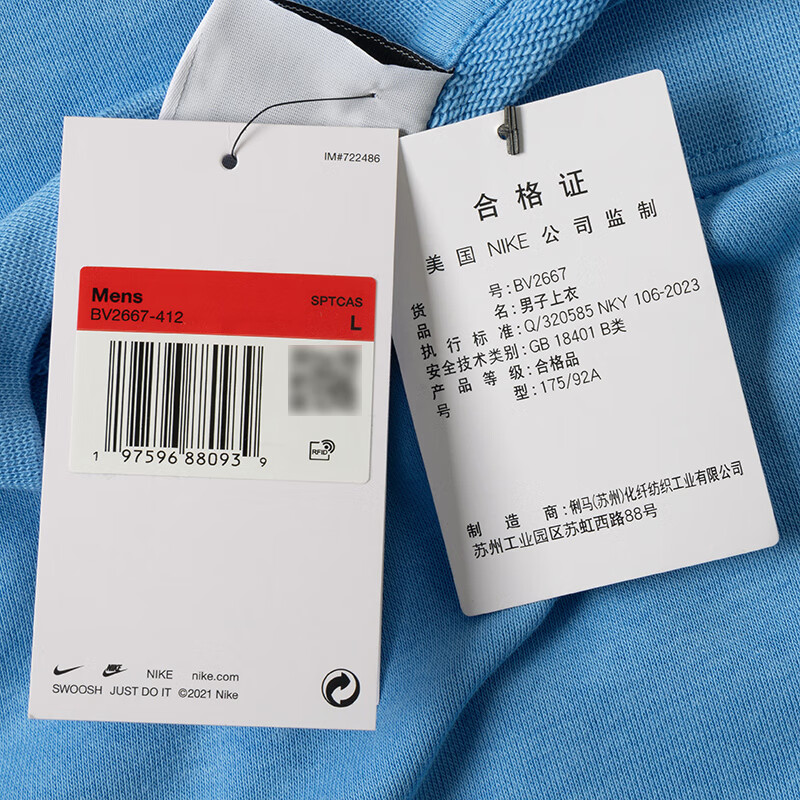 IM#722486
Mens
SPTCAS
BV2667-412
L
1 97596 88093 9
RFID
NIKE
NIKE nike.com
SWOOSH JUST DO IT ©2021 Nike
合格证
美国 NIKE 公司监制
货 号:BV2667
品 名:男子上衣
执行标准:Q/320585 NKY 106-2023
安全技术类别:GB 18401 B类
产品等级:合格品
号 型:175/92A
制造商:俐马(苏州)化纤纺织工业有限公司
苏州工业园区苏虹西路88号